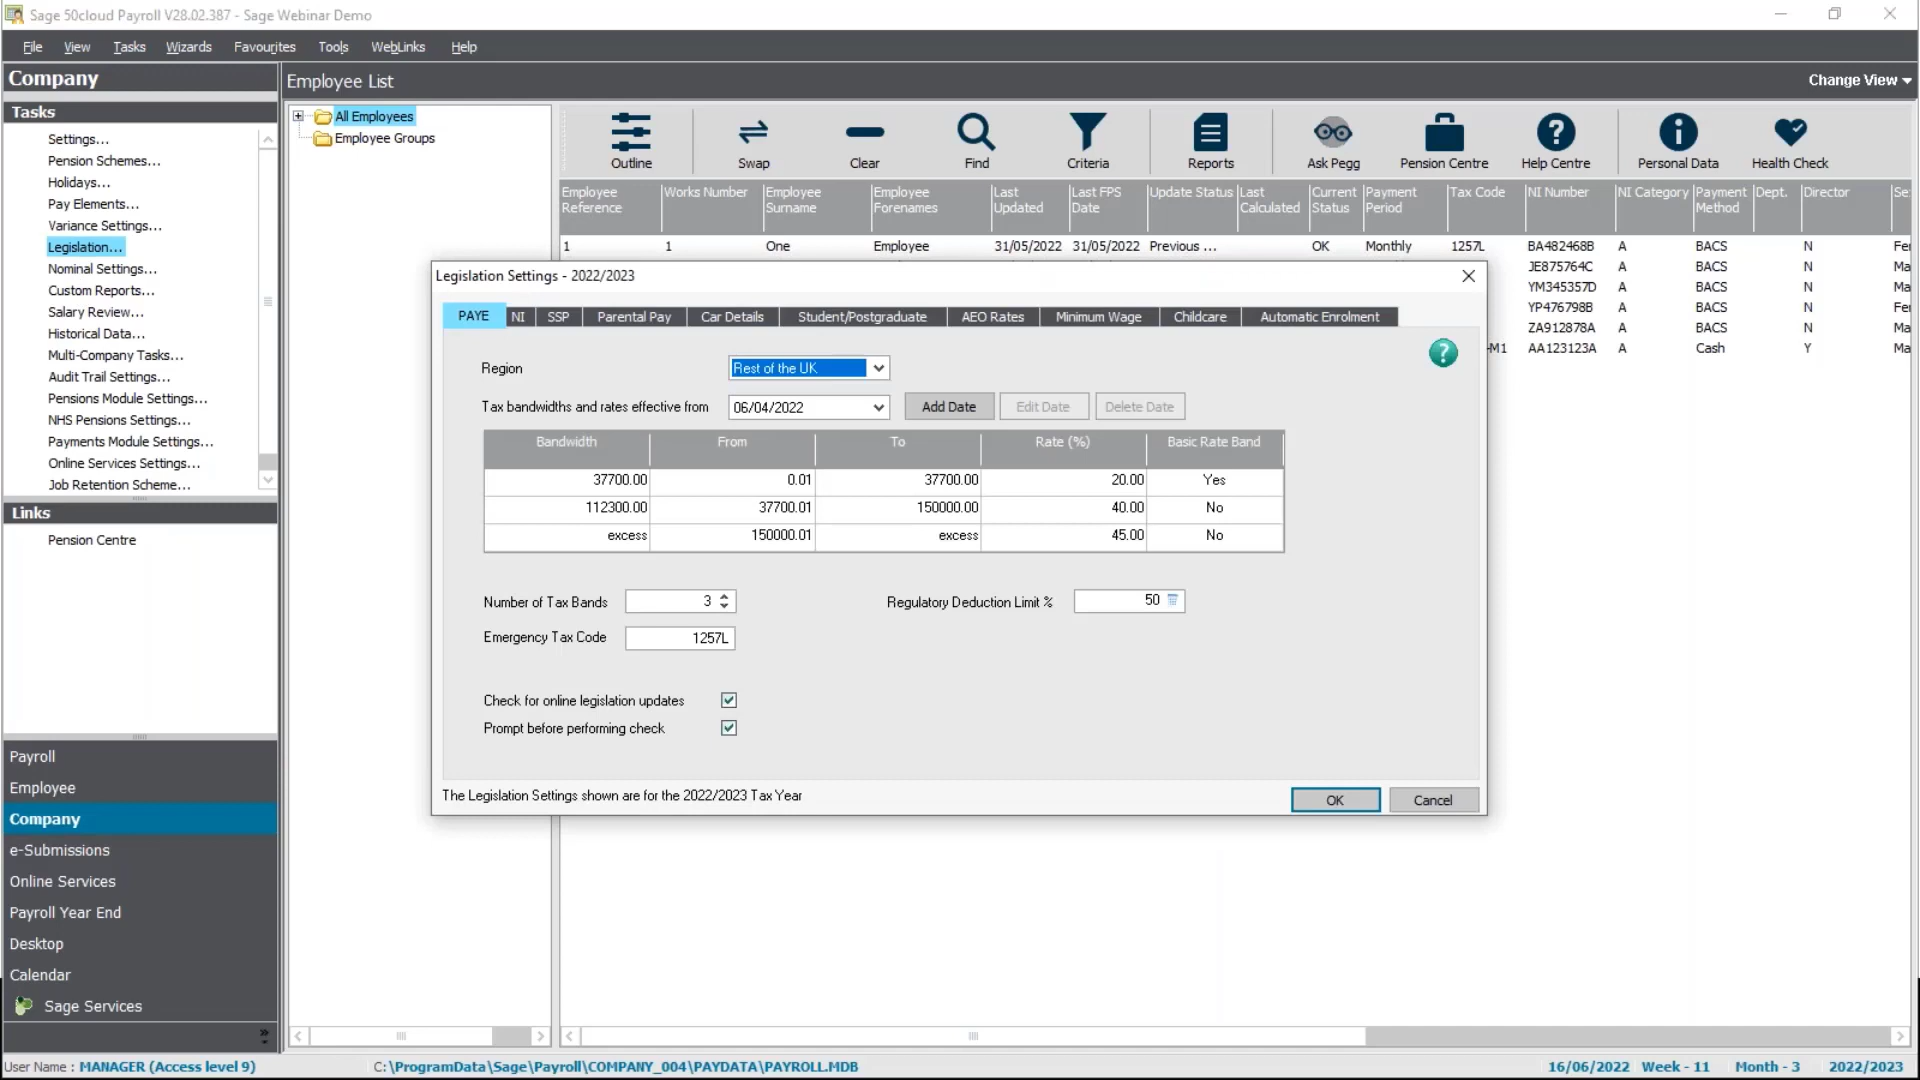 Sage 50cloud Payroll V28.02.387 - Sage Webinar Demo
File View Tasks Wizards Favourites Tools WebLinks Help
Company
Employee List
Change View
Tasks
Settings...
Pension Schemes...
Holidays...
Pay Elements...
Variance Settings...
Legislation...
Nominal Settings...
Custom Reports...
Salary Review...
Historical Data...
Multi-Company Tasks...
Audit Trail Settings...
Pensions Module Settings...
NHS Pensions Settings...
Payments Module Settings...
Online Services Settings...
Job Retention Scheme...
Links
Pension Centre
Payroll
Employee
Company
e-Submissions
Online Services
Payroll Year End
Desktop
Calendar
Sage Services
All Employees
Employee Groups
Outline Swap Clear Find Criteria Reports Ask Pegg Pension Centre Help Centre Personal Data Health Check
Employee Reference Works Number Employee Surname Employee Forenames Last Updated Last FPS Date Update Status Last Calculated Current Status Payment Period Tax Code NI Number NI Category Payment Method Dept. Director Se
1 1 One Employee 31/05/2022 31/05/2022 Previous ... OK Monthly 1257L BA482468B A BACS N Fe
JE875764C A BACS N Ma
YM345357D A BACS N Ma
YP476798B A BACS N Fe
ZA912878A A BACS N Ma
-M1 AA123123A A Cash Y Ma
Legislation Settings - 2022/2023
PAYE NI SSP Parental Pay Car Details Student/Postgraduate AEO Rates Minimum Wage Childcare Automatic Enrolment
Region Rest of the UK
Tax bandwidths and rates effective from 06/04/2022 Add Date Edit Date Delete Date
Bandwidth From To Rate (%) Basic Rate Band
37700.00 0.01 37700.00 20.00 Yes
112300.00 37700.01 150000.00 40.00 No
excess 150000.01 excess 45.00 No
Number of Tax Bands 3 Regulatory Deduction Limit % 50
Emergency Tax Code 1257L
Check for online legislation updates
Prompt before performing check
The Legislation Settings shown are for the 2022/2023 Tax Year
OK Cancel
User Name : MANAGER (Access level 9) C:\ProgramData\Sage\Payroll\COMPANY_004\PAYDATA\PAYROLL.MDB 16/06/2022 Week - 11 Month - 3 2022/2023